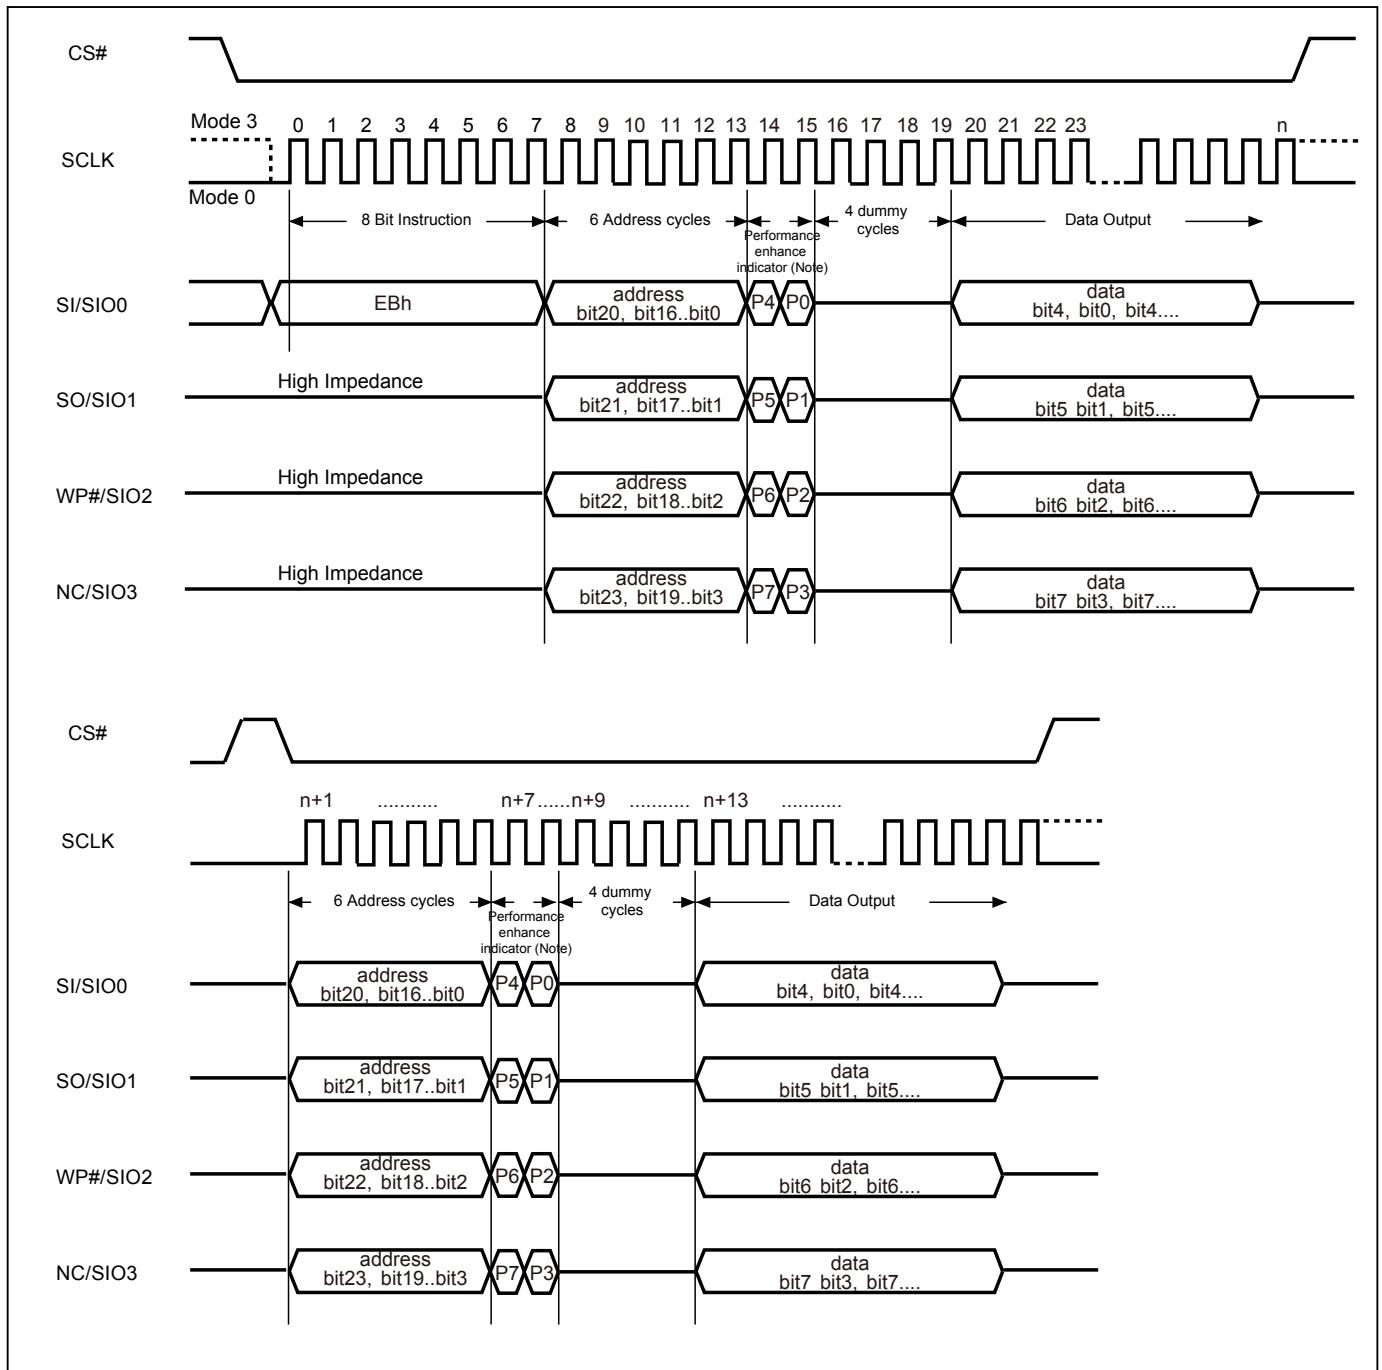 CS#
Mode 3
0 1 2 3 4 5 6 7 8 9 10 11 12 13 14 15 16 17 18 19 20 21 22 23 n
SCLK
Mode 0
8 Bit Instruction 6 Address cycles 4 dummy cycles Data Output
Performance
enhance
indicator (Note)
SI/SIO0
EBh
address
bit20, bit16..bit0
P4 P0
data
bit4, bit0, bit4....
SO/SIO1
High Impedance
address
bit21, bit17..bit1
P5 P1
data
bit5 bit1, bit5....
WP#/SIO2
High Impedance
address
bit22, bit18..bit2
P6 P2
data
bit6 bit2, bit6....
NC/SIO3
High Impedance
address
bit23, bit19..bit3
P7 P3
data
bit7 bit3, bit7....
CS#
n+1 ........... n+7......n+9 ........... n+13 ...........
SCLK
6 Address cycles 4 dummy cycles Data Output
Performance
enhance
indicator (Note)
SI/SIO0
address
bit20, bit16..bit0
P4 P0
data
bit4, bit0, bit4....
SO/SIO1
address
bit21, bit17..bit1
P5 P1
data
bit5 bit1, bit5....
WP#/SIO2
address
bit22, bit18..bit2
P6 P2
data
bit6 bit2, bit6....
NC/SIO3
address
bit23, bit19..bit3
P7 P3
data
bit7 bit3, bit7....